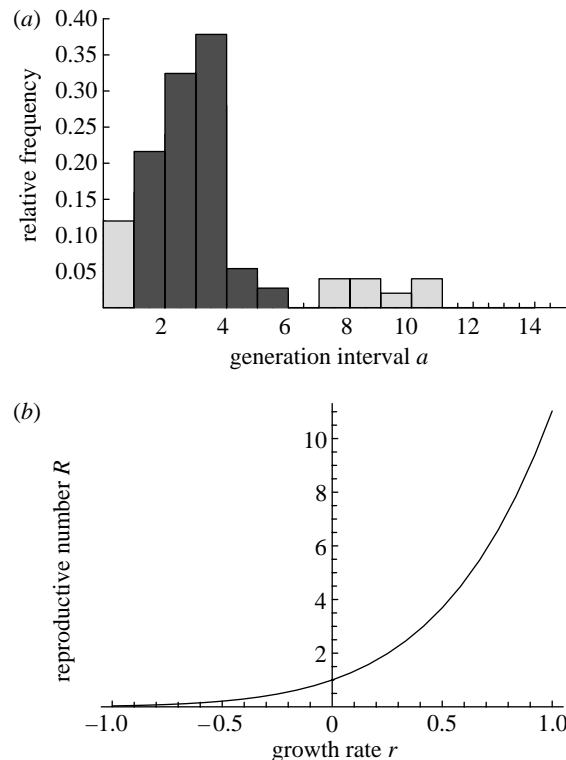 (a)
relative frequency
0.40
0.35
0.30
0.25
0.20
0.15
0.10
0.05
2 4 6 8 10 12 14
generation interval a
(b)
reproductive number R
10
8
6
4
2
−1.0 −0.5 0 0.5 1.0
growth rate r